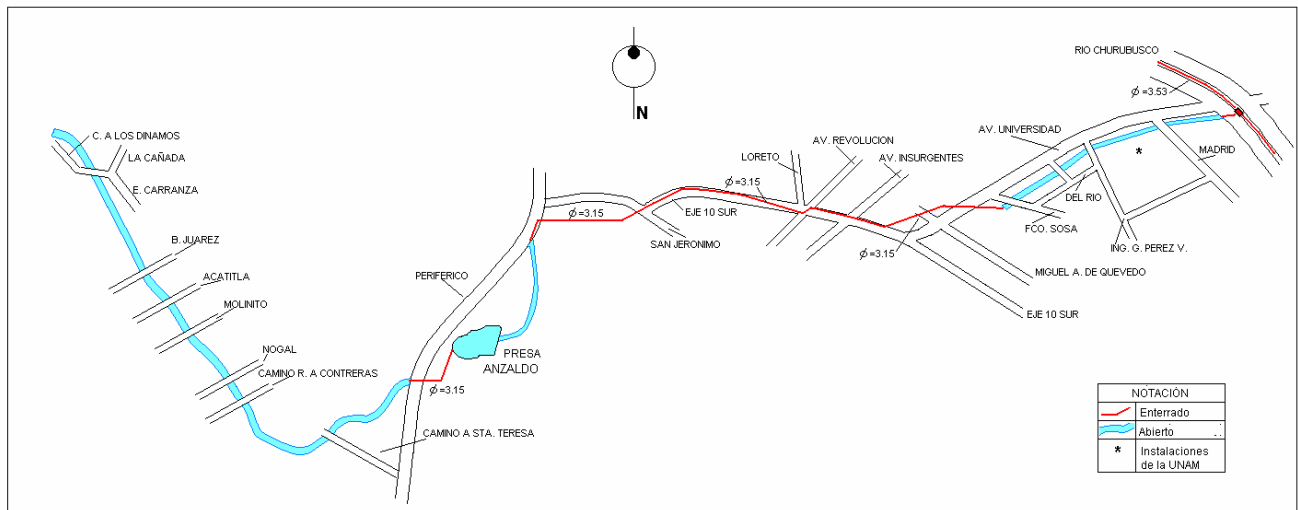 RIO CHURUBUSCO
ϕ=3.53
N
C. A LOS DINAMOS
LA CAÑADA
E. CARRANZA
AV. UNIVERSIDAD
AV. REVOLUCION
LORETO
AV. INSURGENTES
MADRID
*
ϕ=3.15
DEL RIO
ϕ=3.15
EJE 10 SUR
FCO. SOSA
SAN JERONIMO
B.JUAREZ
ING. G. PEREZ V.
ϕ=3.15
MIGUEL A. DE QUEVEDO
ACATITLA
PERIFERICO
MOLINITO
EJE 10 SUR
NOGAL
PRESA
ANZALDO
CAMINO R. A CONTRERAS
ϕ=3.15
CAMINO A STA. TERESA
NOTACIÓN
Enterrado
Abierto
* Instalaciones
de la UNAM